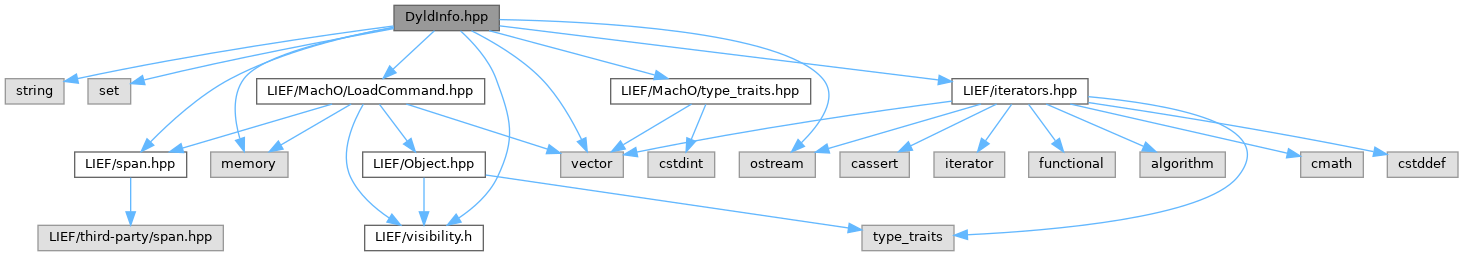 DyldInfo.hpp
string
set
LIEF/MachO/LoadCommand.hpp
LIEF/MachO/type_traits.hpp
LIEF/iterators.hpp
LIEF/span.hpp
memory
LIEF/Object.hpp
vector
cstdint
ostream
cassert
iterator
functional
algorithm
cmath
cstddef
LIEF/third-party/span.hpp
LIEF/visibility.h
type_traits